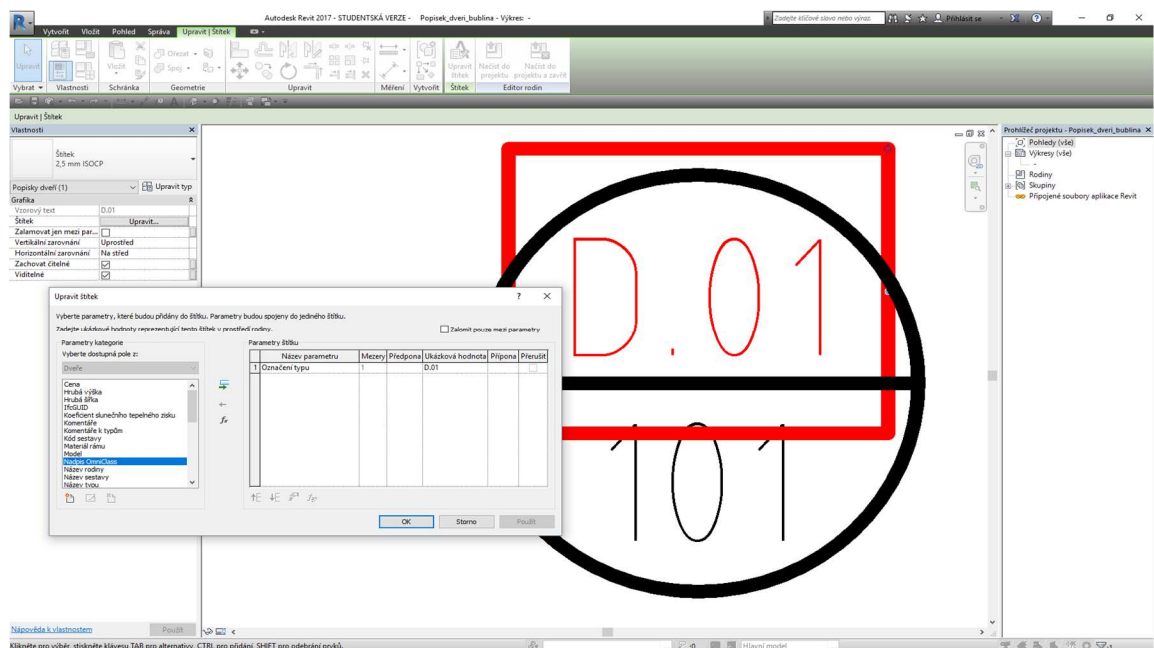 Autodesk Revit 2017 - STUDENTSKÁ VERZE - Popisek_dveri_bublina - Výkres: -
Zadejte klíčové slovo nebo výraz.
Přihlásit se
Vytvořit Vložit Pohled Správa Upravit | Štítek
Upravit
Vložit
Ořezat
Spoj
Upravit štítek
Načíst do projektu
Načíst do projektu a zavřít
Vybrat Vlastnosti Schránka Geometrie Upravit Měření Vytvořit Štítek Editor rodin
Upravit | Štítek
Vlastnosti
Štítek
2,5 mm ISOCP
Popisky dveří (1) Upravit typ
Grafika
Vzorový text D.01
Štítek Upravit...
Zalamovat jen mezi par...
Vertikální zarovnání Uprostřed
Horizontální zarovnání Na střed
Zachovat čitelné
Viditelné
Nápověda k vlastnostem Použít
Upravit štítek ?
Vyberte parametry, které budou přidány do štítku. Parametry budou spojeny do jediného štítku.
Zadejte ukázkové hodnoty reprezentující tento štítek v prostředí rodiny.
Zalomit pouze mezi parametry
Parametry kategorie
Vyberte dostupná pole z:
Dveře
Cena
Hrubá výška
Hrubá šířka
IfcGUID
Koeficient slunečního tepelného zisku
Komentáře
Komentáře k typům
Kód sestavy
Materiál rámu
Model
Nadpis OmniClass
Název rodiny
Název sestavy
Název typu
Parametry štítku
Název parametru Mezery Předpona Ukázková hodnota Přípona Přerušit
1 Označení typu 1 D.01
OK Storno Použít
D.01
101
Prohlížeč projektu - Popisek_dveri_bublina
Pohledy (vše)
Výkresy (vše)
Rodiny
Skupiny
Připojené soubory aplikace Revit
Klikněte pro výběr, stiskněte klávesu TAB pro alternativy, CTRL pro přidání, SHIFT pro odebrání prvků.
:0
Hlavní model
:1